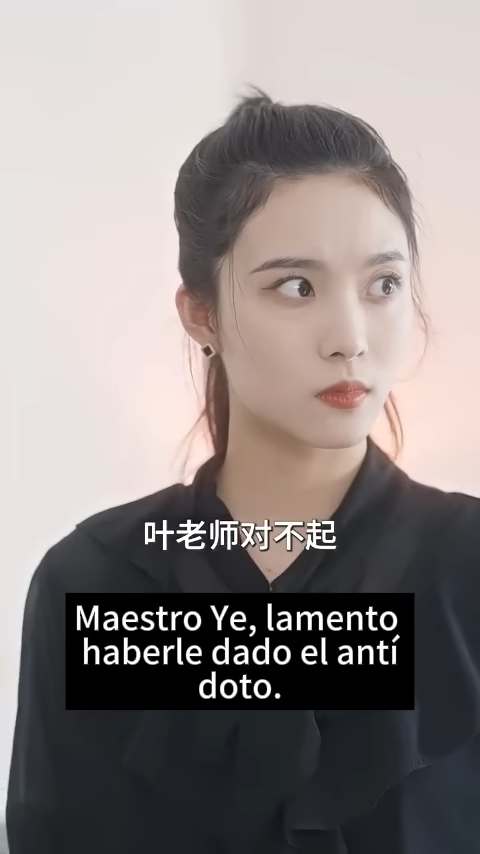 叶老师对不起
Maestro Ye, lamento
haberle dado el antí
doto.